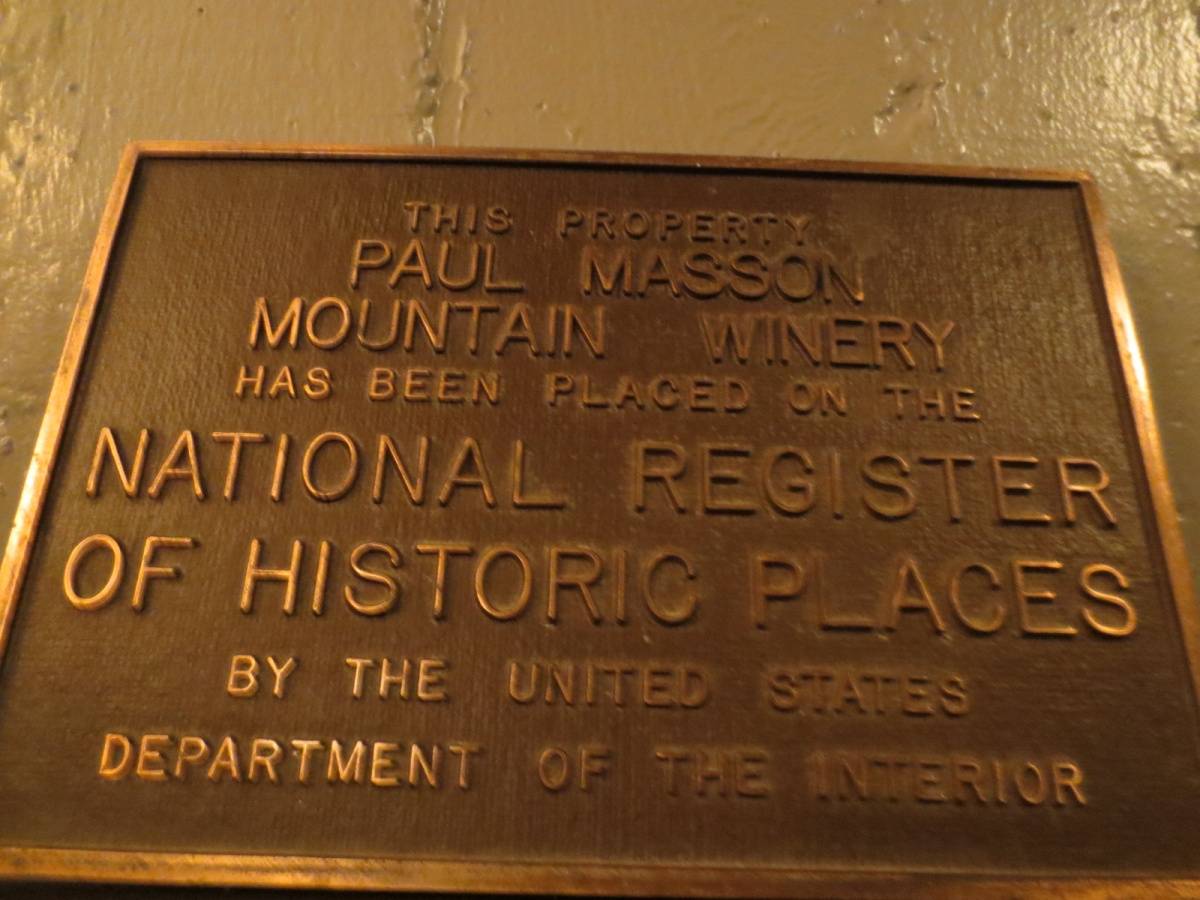 THIS PROPERTY
PAUL MASSON
MOUNTAIN WINERY
HAS BEEN PLACED ON THE
NATIONAL REGISTER
OF HISTORIC PLACES
BY THE UNITED STATES
DEPARTMENT OF THE INTERIOR